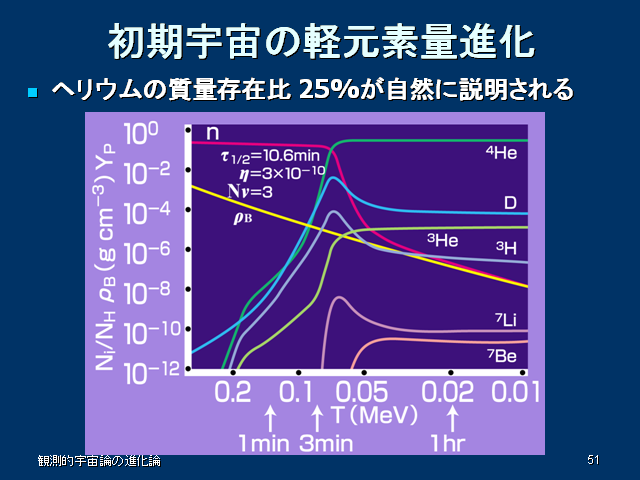 初期宇宙の軽元素量進化
ヘリウムの質量存在比 25%が自然に説明される
Ni/NH ρB (g cm−3) YP
10⁰
10−2
10−4
10−6
10−8
10−10
10−12
n
τ1/2=10.6min
η=3×10−10
Nν=3
ρB
4He
D
3He
3H
7Li
7Be
0.2 0.1 0.05 0.02 0.01
T (MeV)
1min 3min 1hr
観測的宇宙論の進化論
51